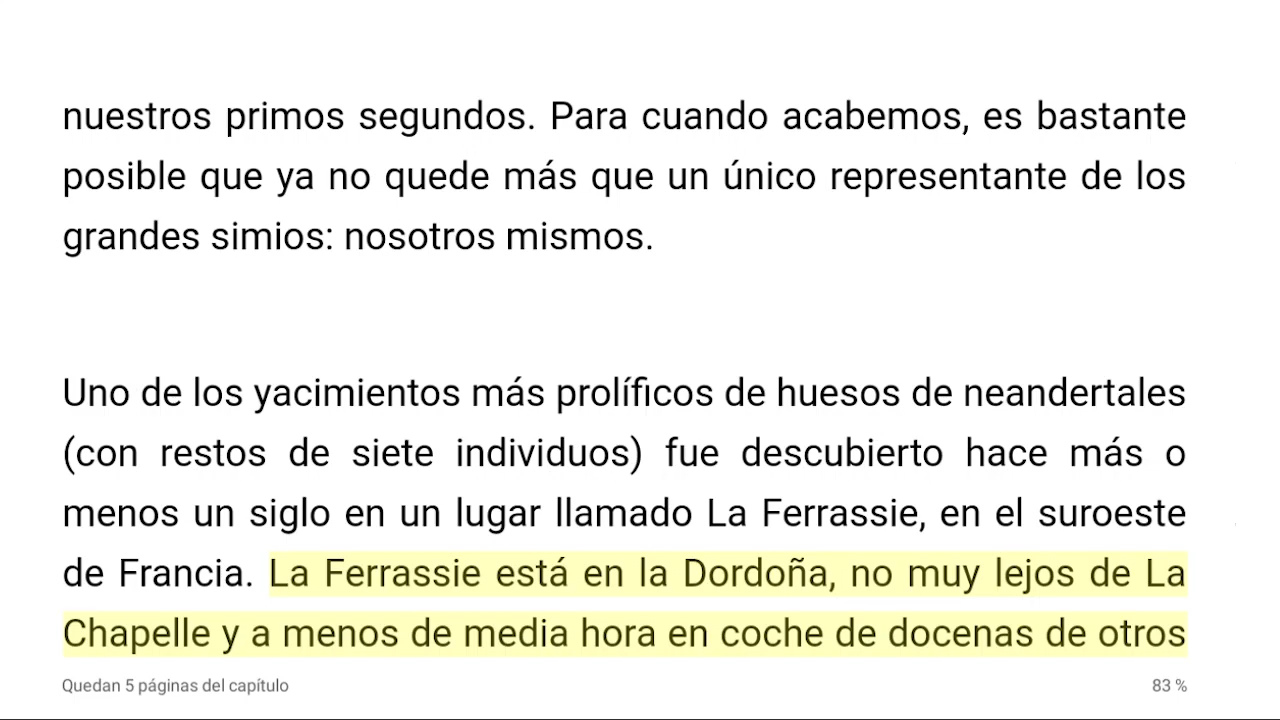 nuestros primos segundos. Para cuando acabemos, es bastante
posible que ya no quede más que un único representante de los
grandes simios: nosotros mismos.
Uno de los yacimientos más prolíficos de huesos de neandertales
(con restos de siete individuos) fue descubierto hace más o
menos un siglo en un lugar llamado La Ferrassie, en el suroeste
de Francia. La Ferrassie está en la Dordoña, no muy lejos de La
Chapelle y a menos de media hora en coche de docenas de otros
Quedan 5 páginas del capítulo
83 %